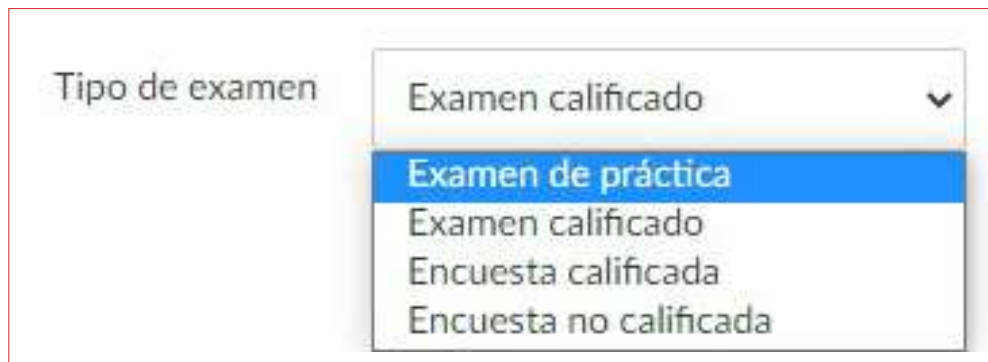 Tipo de examen
Examen calificado
Examen de práctica
Examen calificado
Encuesta calificada
Encuesta no calificada